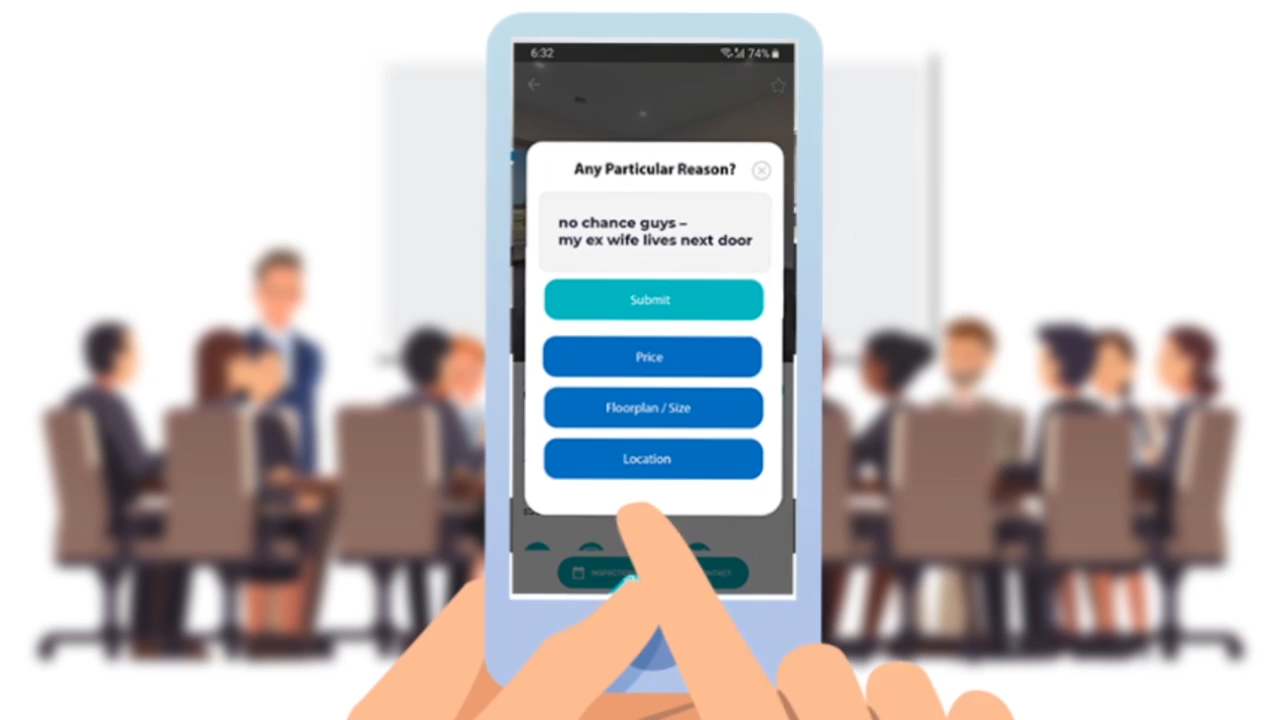 6:32 74%
Any Particular Reason?
no chance guys –
my ex wife lives next door
Submit
Price
Floorplan / Size
Location